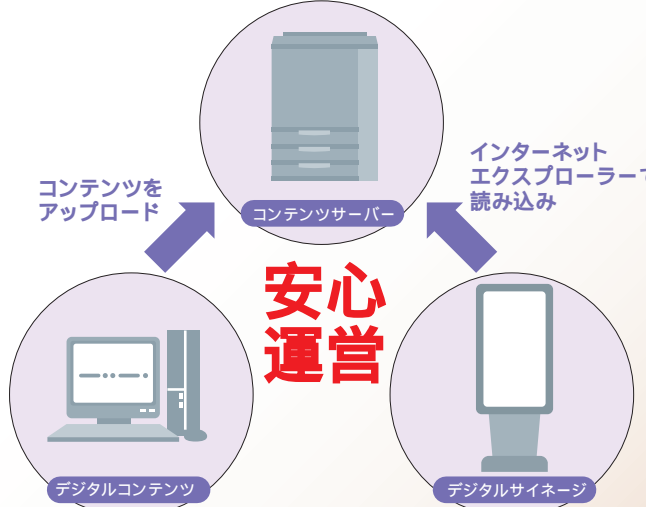 コンテンツサーバー
コンテンツを
アップロード
インターネット
エクスプローラーで
読み込み
安心
運営
デジタルコンテンツ
デジタルサイネージ